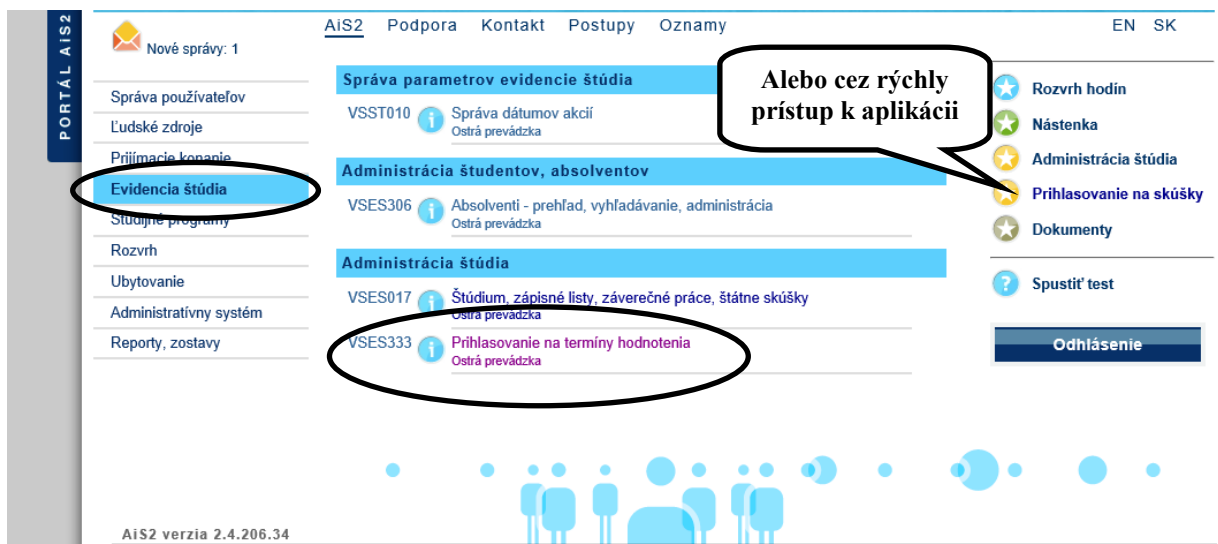 PORTÁL AiS2
Nové správy: 1
AiS2 Podpora Kontakt Postupy Oznamy
EN SK
Správa používateľov
Ľudské zdroje
Prijímacie konanie
Evidencia štúdia
Študijné programy
Rozvrh
Ubytovanie
Administratívny systém
Reporty, zostavy
Správa parametrov evidencie štúdia
VSST010 Správa dátumov akcií
Ostrá prevádzka
Administrácia študentov, absolventov
VSES306 Absolventi - prehľad, vyhľadávanie, administrácia
Ostrá prevádzka
Administrácia štúdia
VSES017 Štúdium, zápisné listy, záverečné práce, štátne skúšky
Ostrá prevádzka
VSES333 Prihlasovanie na termíny hodnotenia
Ostrá prevádzka
Alebo cez rýchly
prístup k aplikácii
Rozvrh hodín
Nástenka
Administrácia štúdia
Prihlasovanie na skúšky
Dokumenty
Spustiť test
Odhlásenie
AiS2 verzia 2.4.206.34